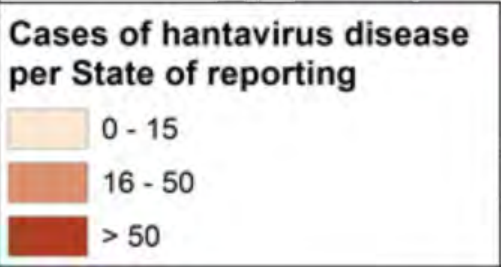 Cases of hantavirus disease
per State of reporting
0 - 15
16 - 50
> 50